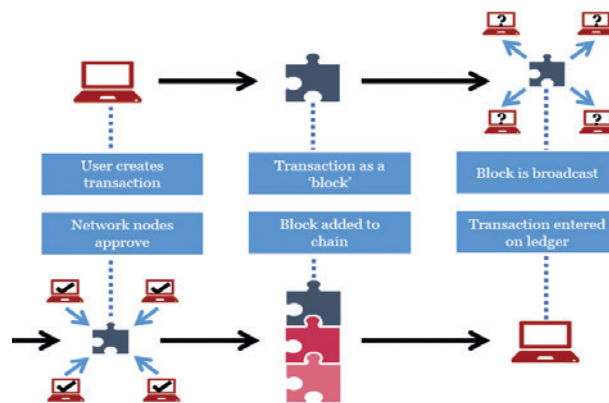 ?
?
?
?
User creates
transaction
Transaction as a
'block'
Block is broadcast
Network nodes
approve
Block added to
chain
Transaction entered
on ledger